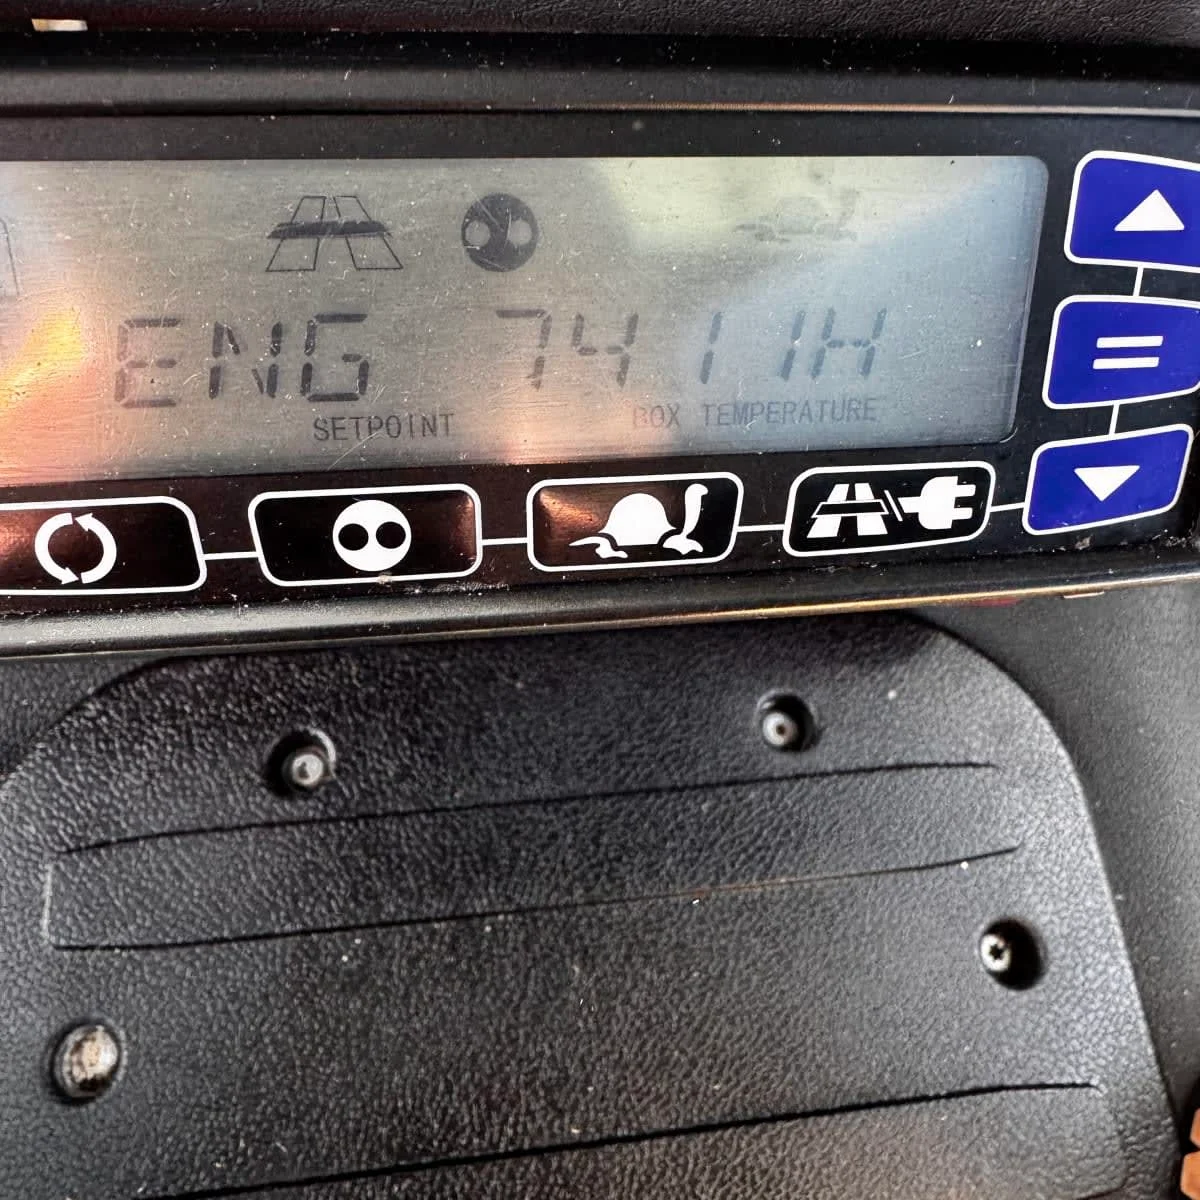 ENG 7411H
SETPOINT BOX TEMPERATURE